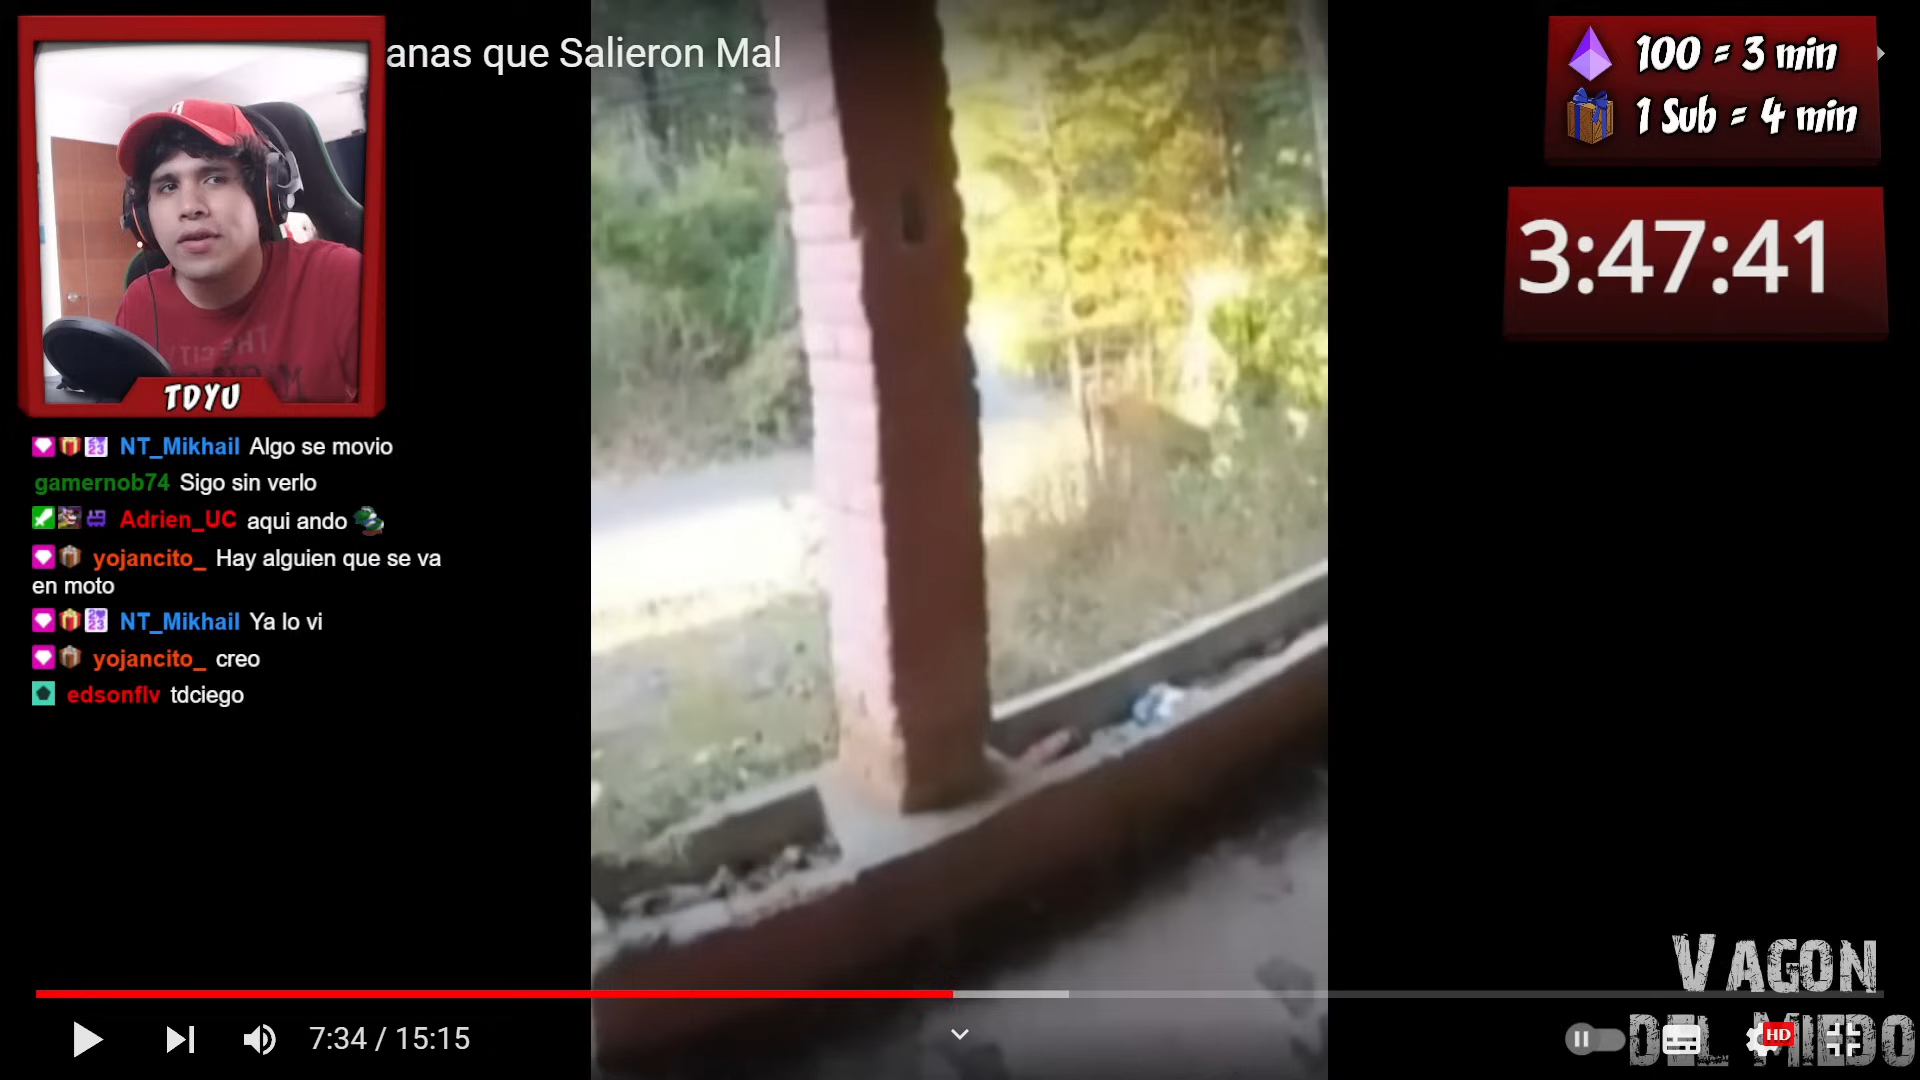 anas que Salieron Mal
100 = 3 min
1 Sub = 4 min
3:47:41
TDYU
NT_Mikhail Algo se movio
gamernob74 Sigo sin verlo
Adrien_UC aqui ando
yojancito_ Hay alguien que se va
en moto
NT_Mikhail Ya lo vi
yojancito_ creo
edsonflv tdciego
VAGON
DEL MIEDO
7:34 / 15:15
HD